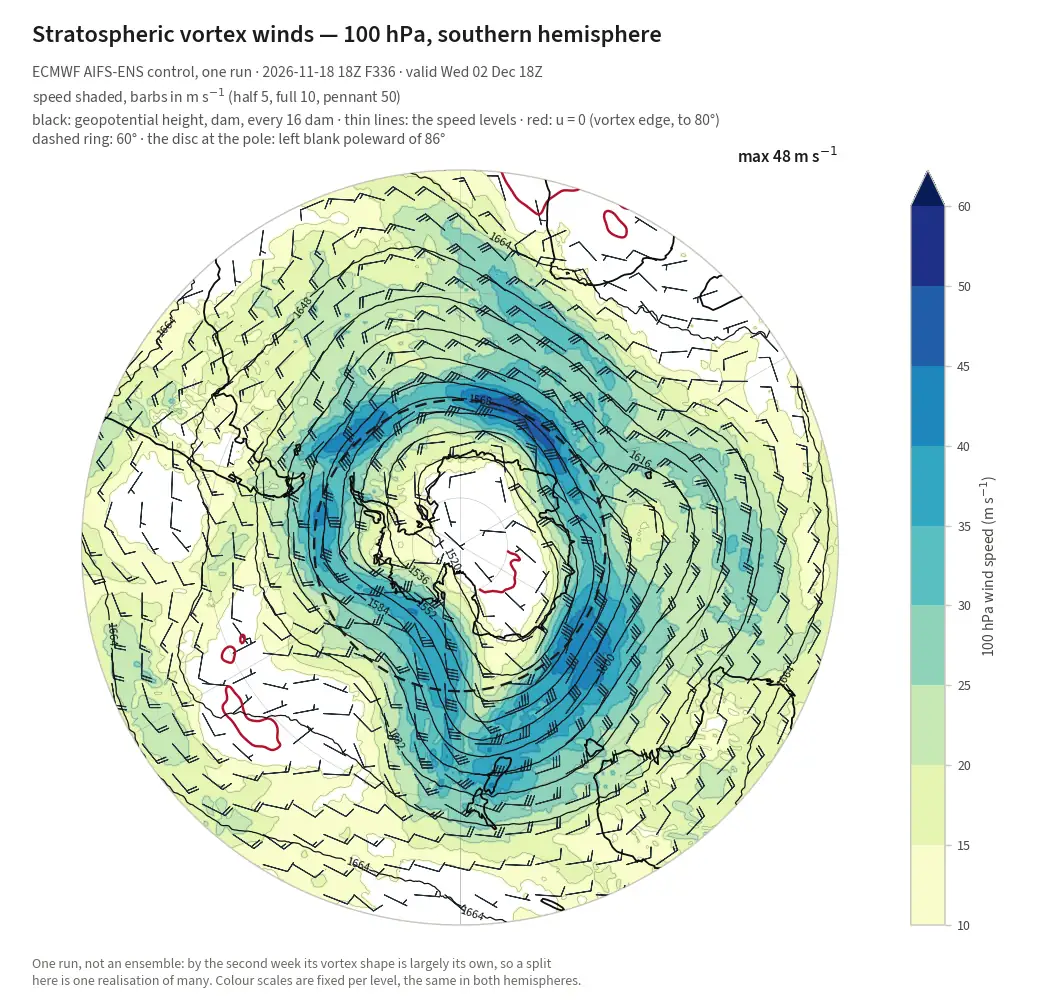 Stratospheric vortex winds — 100 hPa, southern hemisphere
ECMWF AIFS-ENS control, one run · 2026-11-18 18Z F336 · valid Wed 02 Dec 18Z
speed shaded, barbs in m s⁻¹ (half 5, full 10, pennant 50)
black: geopotential height, dam, every 16 dam · thin lines: the speed levels · red: u = 0 (vortex edge, to 80°)
dashed ring: 60° · the disc at the pole: left blank poleward of 86°
max 48 m s⁻¹
60
50
45
40
35
30
25
20
15
10
100 hPa wind speed (m s⁻¹)
1664
1648
1664
1568
1616
1520
1536
1552
1584
1600
1664
1632
1664
1664
One run, not an ensemble: by the second week its vortex shape is largely its own, so a split
here is one realisation of many. Colour scales are fixed per level, the same in both hemispheres.